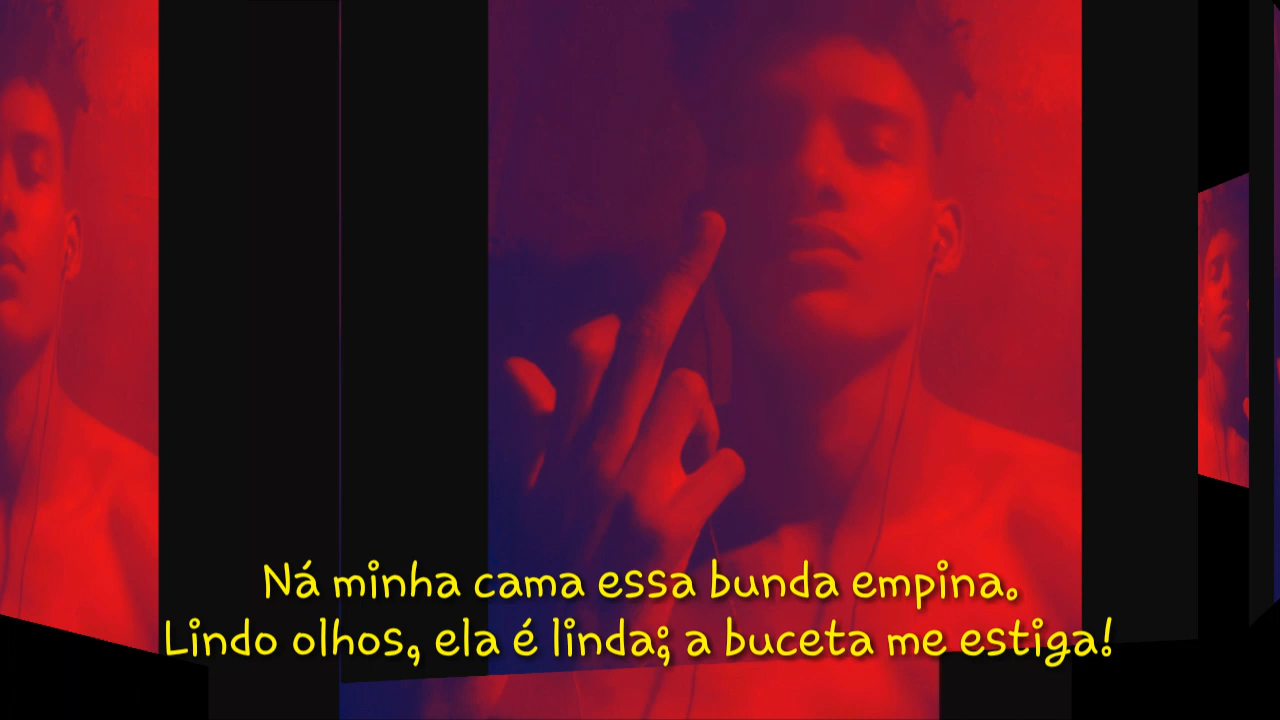 Ná minha cama essa bunda empina.
Lindo olhos, ela é linda; a buceta me estiga!